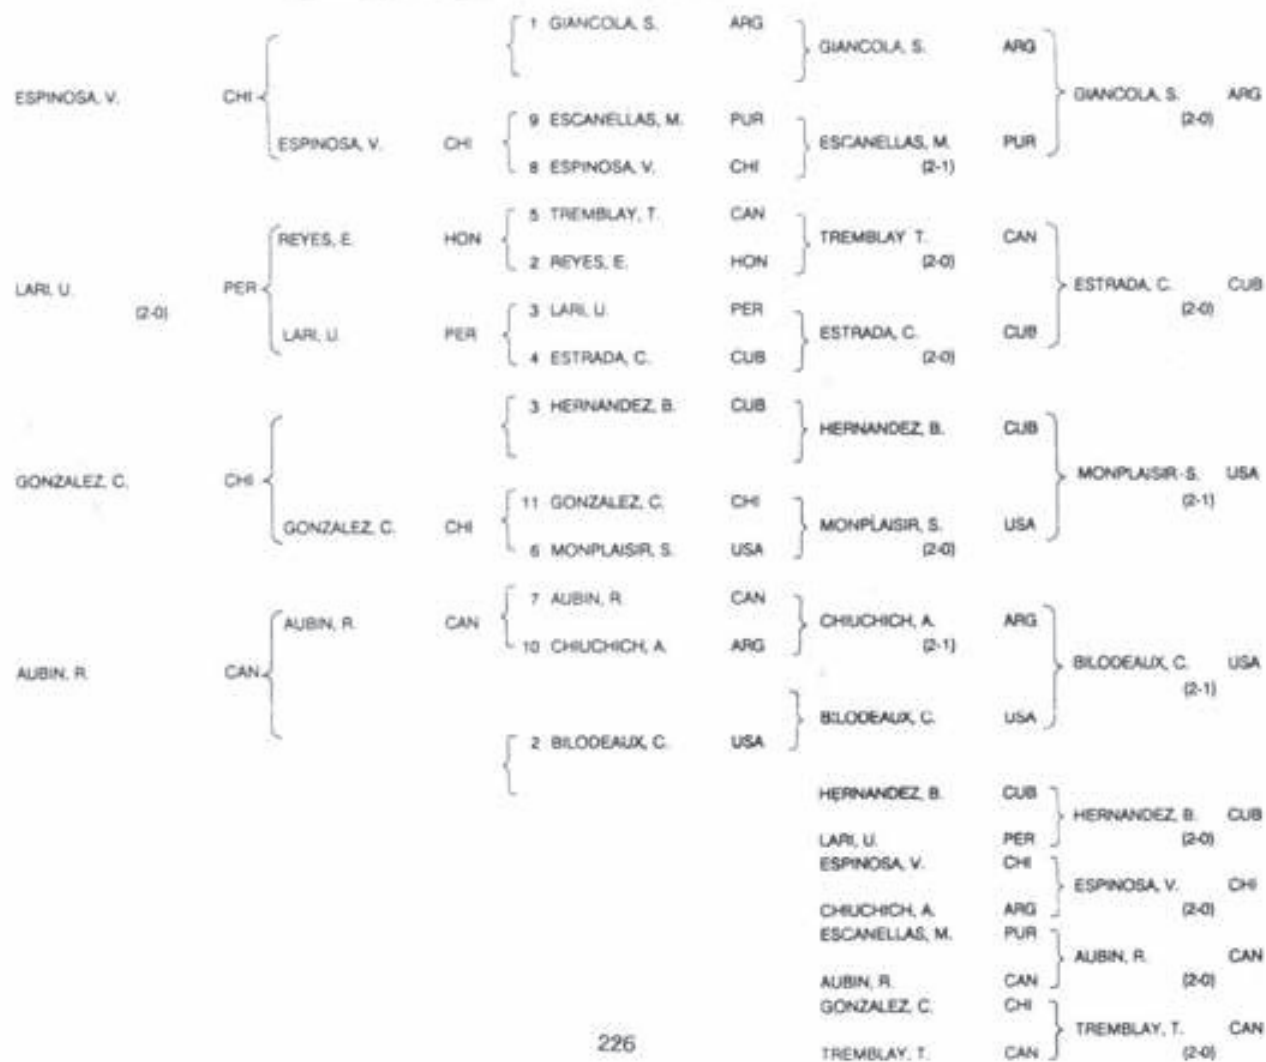 1 GIANCOLA, S. ARG
GIANCOLA, S. ARG
ESPINOSA, V. CHI
GIANCOLA, S. ARG
(2-0)
9 ESCANELLAS, M. PUR
ESPINOSA, V. CHI
ESCANELLAS, M. PUR
8 ESPINOSA, V. CHI
(2-1)
5 TREMBLAY, T. CAN
REYES, E. HON
TREMBLAY T. CAN
2 REYES, E. HON
(2-0)
LARI, U. PER
(2-0)
ESTRADA, C. CUB
(2-0)
3 LARI, U. PER
LARI, U. PER
ESTRADA, C. CUB
4 ESTRADA, C. CUB
(2-0)
3 HERNANDEZ, B. CUB
HERNANDEZ, B. CUB
GONZALEZ, C. CHI
MONPLAISIR-S. USA
(2-1)
11 GONZALEZ, C. CHI
GONZALEZ, C. CHI
MONPLAISIR, S. USA
6 MONPLAISIR, S. USA
(2-0)
7 AUBIN, R CAN
AUBIN, R. CAN
CHIUCHICH, A. ARG
10 CHIUCHICH, A. ARG
(2-1)
AUBIN, R. CAN
BILODEAUX, C. USA
(2-1)
BILODEAUX, C. USA
2 BILODEAUX, C. USA
HERNANDEZ, B. CUB
HERNANDEZ, B. CUB
LARI, U. PER
(2-0)
ESPINOSA, V. CHI
ESPINOSA, V. CHI
CHIUCHICH, A. ARG
(2-0)
ESCANELLAS, M. PUR
AUBIN, R. CAN
AUBIN, R. CAN
(2-0)
GONZALEZ, C. CHI
TREMBLAY, T. CAN
TREMBLAY, T. CAN
(2-0)
226